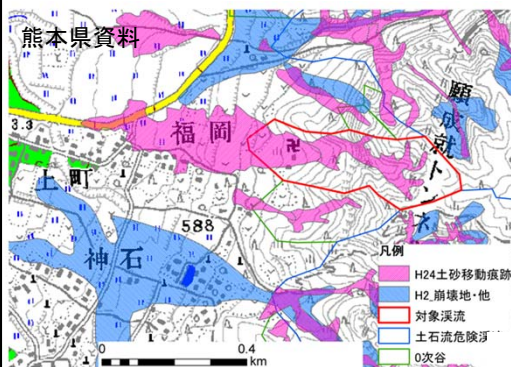 熊本県資料
願成就トンネ
福岡
3.3
上町
588
神石
凡例
H24土砂移動痕跡
H2_崩壊地・他
対象渓流
土石流危険渓
0次谷
0
0.4
km